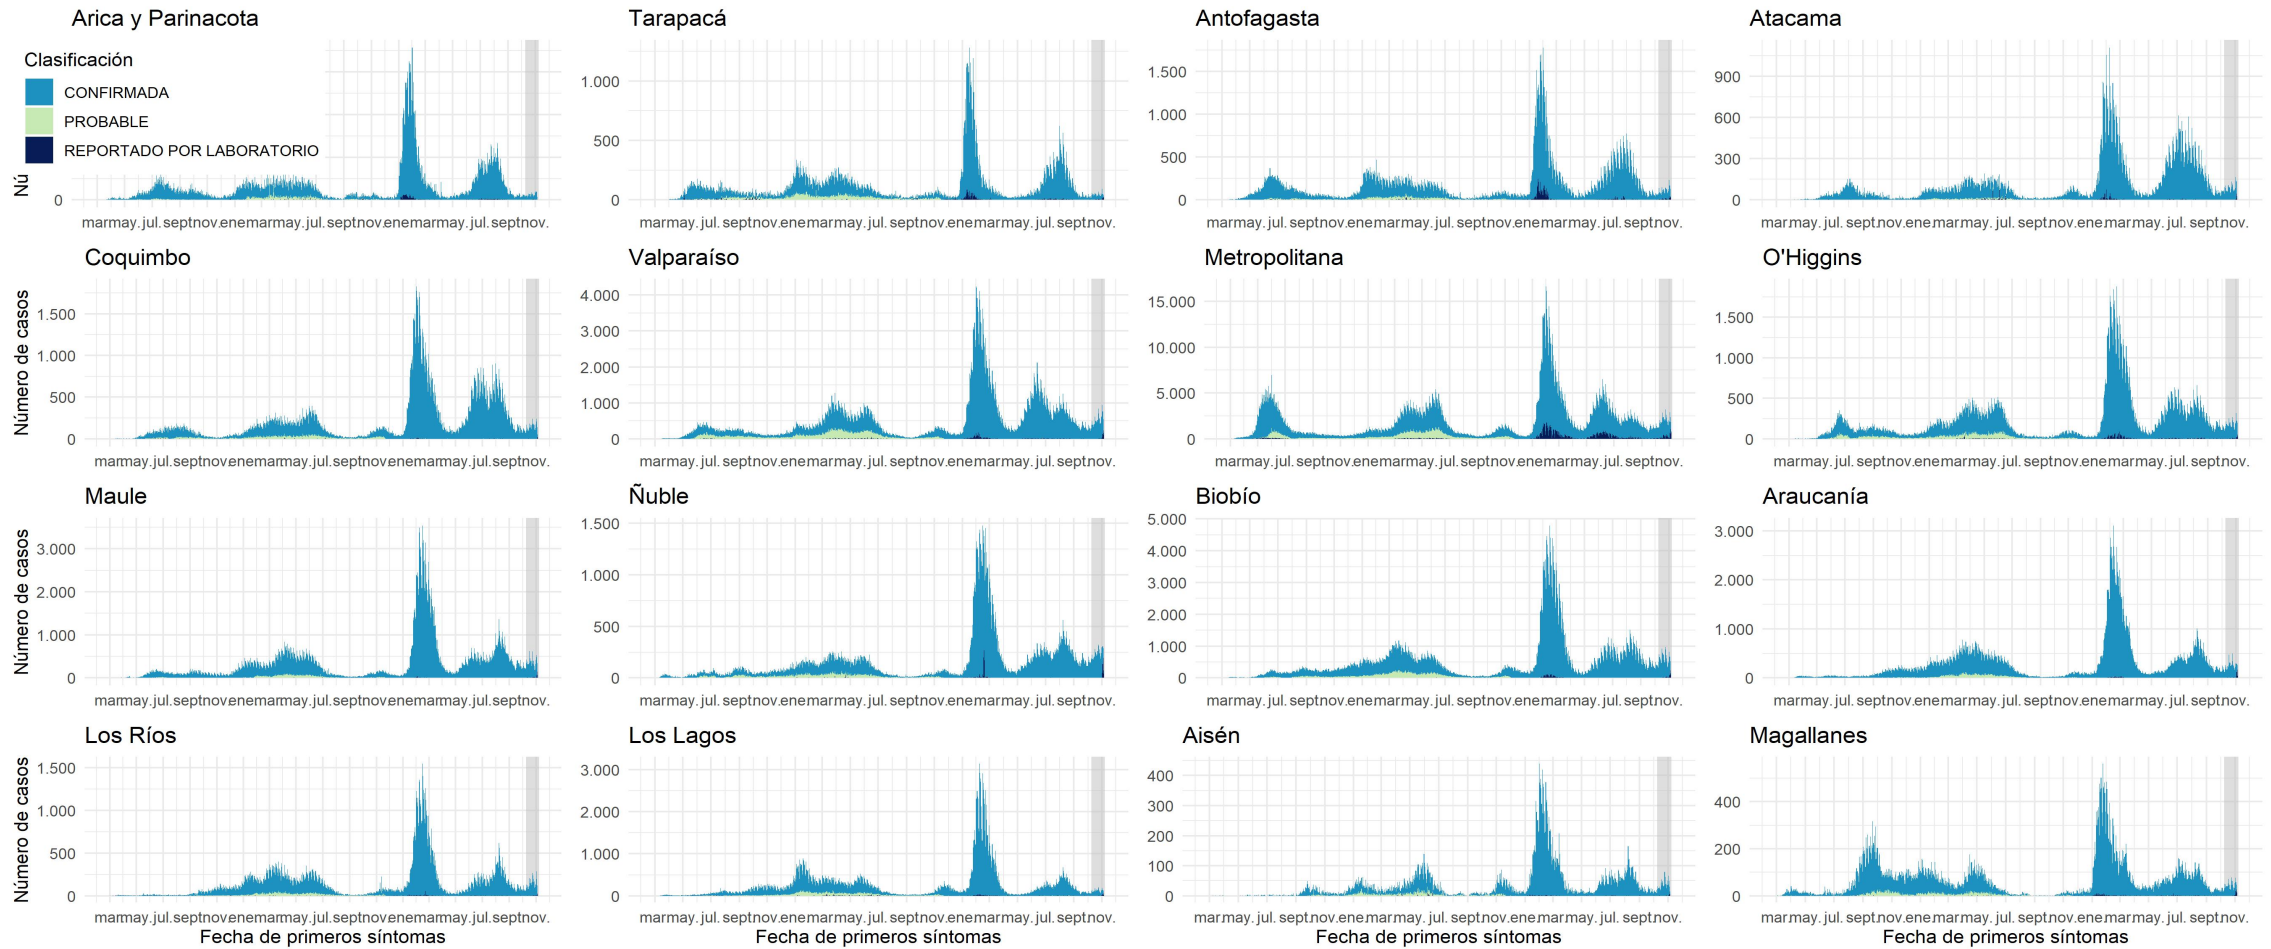 Arica y Parinacota
Clasificación
CONFIRMADA
PROBABLE
REPORTADO POR LABORATORIO
Nú
0
marmay. jul. septnov.enemarmay. jul. septnov.enemarmay. jul. septnov.
Tarapacá
1.000
500
0
marmay. jul. septnov.enemarmay. jul. septnov.enemarmay. jul. septnov.
Antofagasta
1.500
1.000
500
0
marmay. jul. septnov.enemarmay. jul. septnov.enemarmay. jul. septnov.
Atacama
900
600
300
0
marmay. jul. septnov.enemarmay. jul. septnov.enemarmay. jul. septnov.
Coquimbo
Número de casos
1.500
1.000
500
0
marmay. jul. septnov.enemarmay. jul. septnov.enemarmay. jul. septnov.
Valparaíso
4.000
3.000
2.000
1.000
0
marmay. jul. septnov.enemarmay. jul. septnov.enemarmay. jul. septnov.
Metropolitana
15.000
10.000
5.000
0
marmay. jul. septnov.enemarmay. jul. septnov.enemarmay. jul. septnov.
O'Higgins
1.500
1.000
500
0
marmay. jul. septnov.enemarmay. jul. septnov.enemarmay. jul. septnov.
Maule
Número de casos
3.000
2.000
1.000
0
marmay. jul. septnov.enemarmay. jul. septnov.enemarmay. jul. septnov.
Ñuble
1.500
1.000
500
0
marmay. jul. septnov.enemarmay. jul. septnov.enemarmay. jul. septnov.
Biobío
5.000
4.000
3.000
2.000
1.000
0
marmay. jul. septnov.enemarmay. jul. septnov.enemarmay. jul. septnov.
Araucanía
3.000
2.000
1.000
0
marmay. jul. septnov.enemarmay. jul. septnov.enemarmay. jul. septnov.
Los Ríos
Número de casos
1.500
1.000
500
0
marmay. jul. septnov.enemarmay. jul. septnov.enemarmay. jul. septnov.
Fecha de primeros síntomas
Los Lagos
3.000
2.000
1.000
0
marmay. jul. septnov.enemarmay. jul. septnov.enemarmay. jul. septnov.
Fecha de primeros síntomas
Aisén
400
300
200
100
0
marmay. jul. septnov.enemarmay. jul. septnov.enemarmay. jul. septnov.
Fecha de primeros síntomas
Magallanes
400
200
0
marmay. jul. septnov.enemarmay. jul. septnov.enemarmay. jul. septnov.
Fecha de primeros síntomas